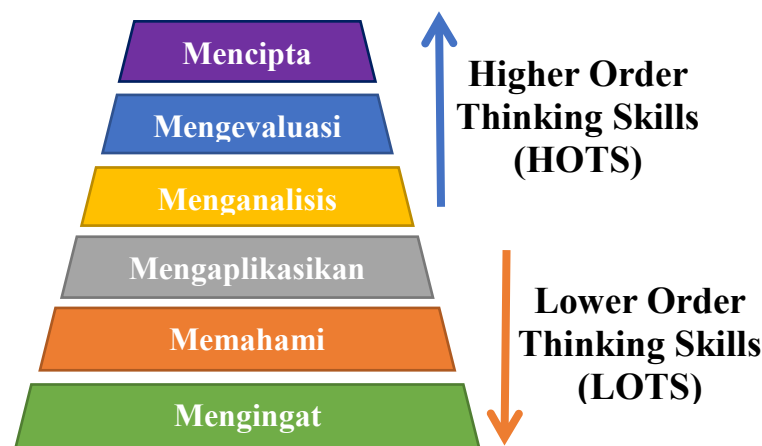 Mencipta
Mengevaluasi
Menganalisis
Mengaplikasikan
Memahami
Mengingat
Higher Order
Thinking Skills
(HOTS)
Lower Order
Thinking Skills
(LOTS)